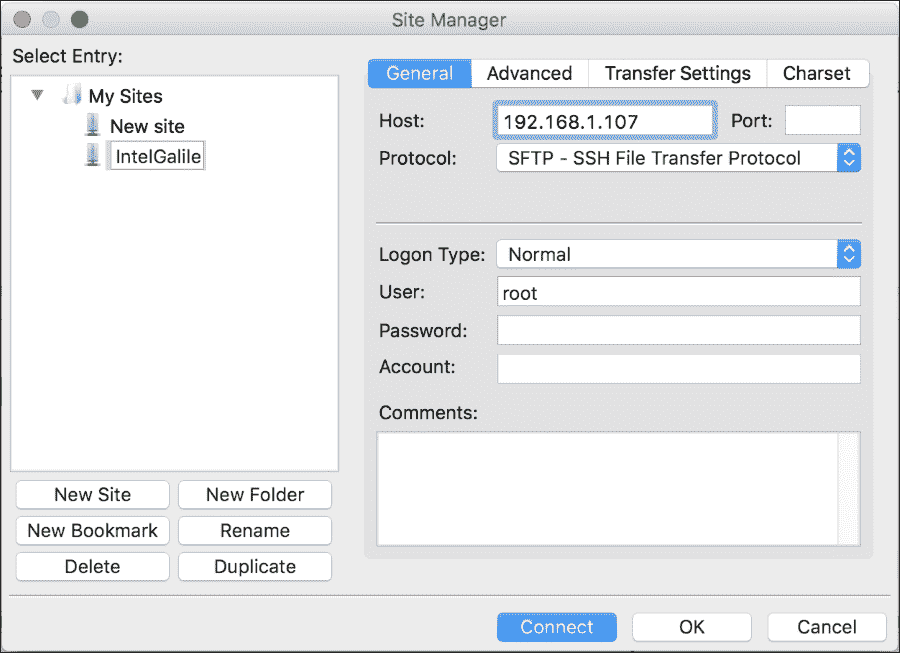 Site Manager
Select Entry:
My Sites
New site
IntelGalile
New Site
New Folder
New Bookmark
Rename
Delete
Duplicate
General
Advanced
Transfer Settings
Charset
Host:
192.168.1.107
Port:
Protocol:
SFTP - SSH File Transfer Protocol
Logon Type:
Normal
User:
root
Password:
Account:
Comments:
Connect
OK
Cancel